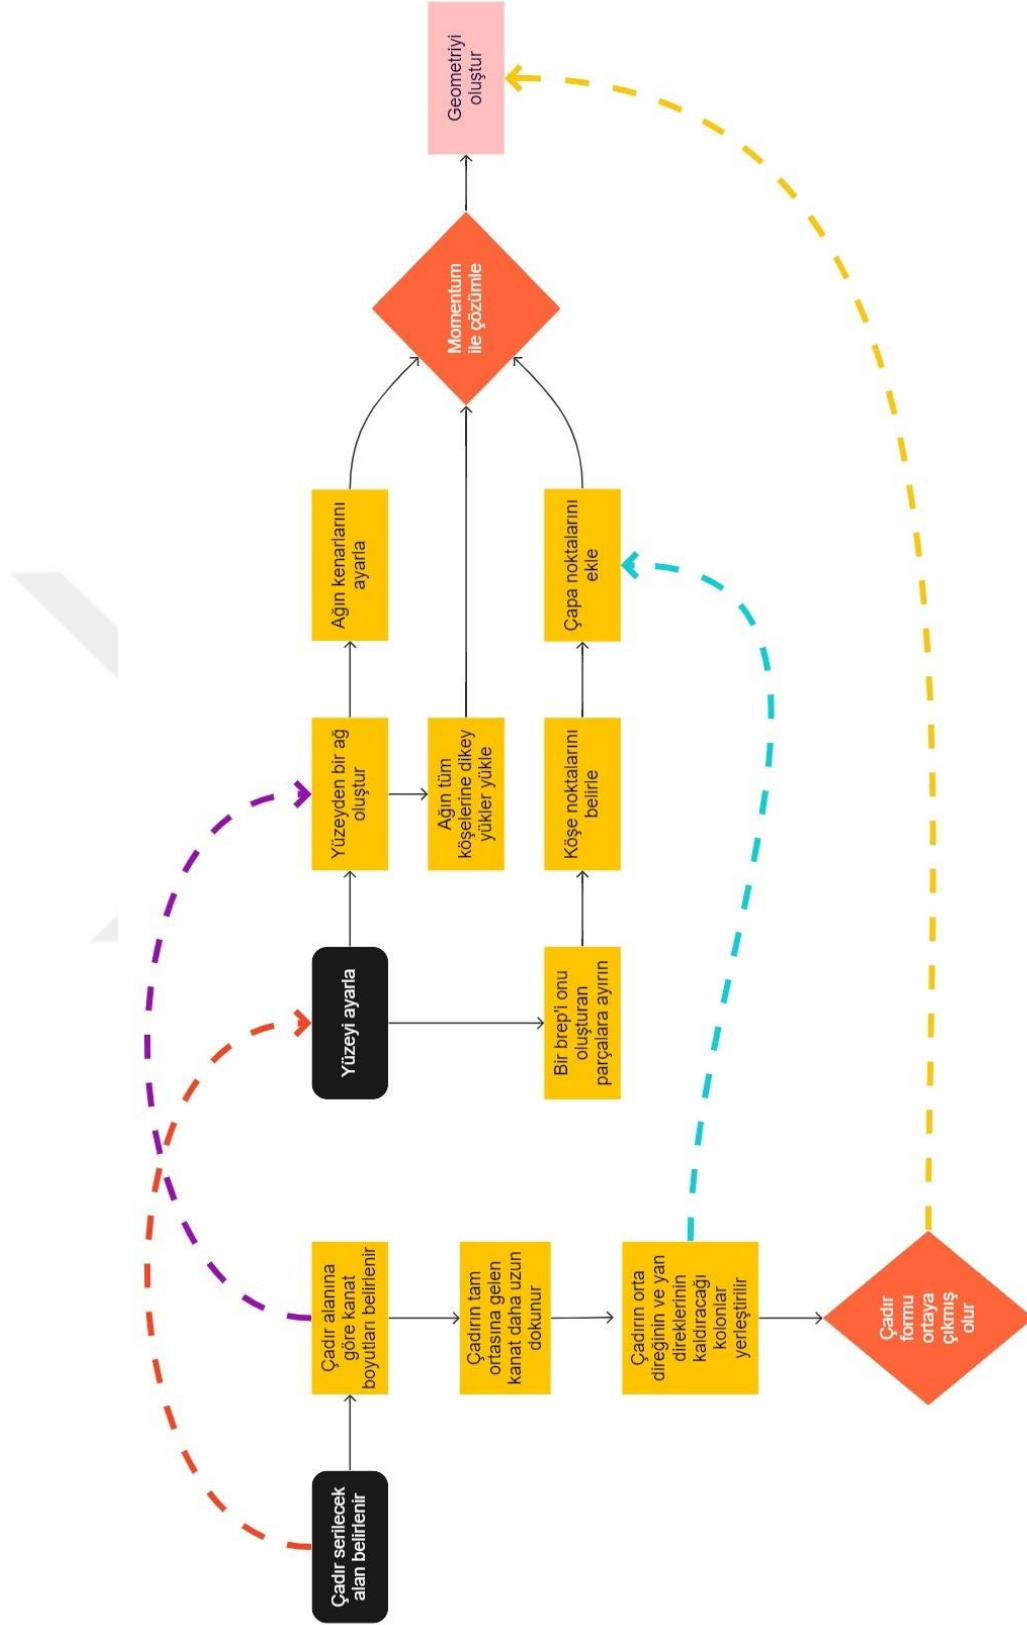 Çadır serilecek
alan belirlenir
Çadır alanına
göre kanat
boyutları belirlenir
Çadırın tam
ortasına gelen
kanat daha uzun
dokunur
Çadırın orta
direğinin ve yan
direklerinin
kaldıracağı
kolonlar
yerleştirilir
Çadır
formu
ortaya
çıkmış
olur
Yüzeyi ayarla
Bir brep'i onu
oluşturan
parçalara ayırın
Yüzeyden bir ağ
oluştur
Ağın tüm
köşelerine dikey
yükler yükle
Köşe noktalarını
belirle
Ağın kenarlarını
ayarla
Çapa noktalarını
ekle
Momentum
ile çözümle
Geometriyi
oluştur